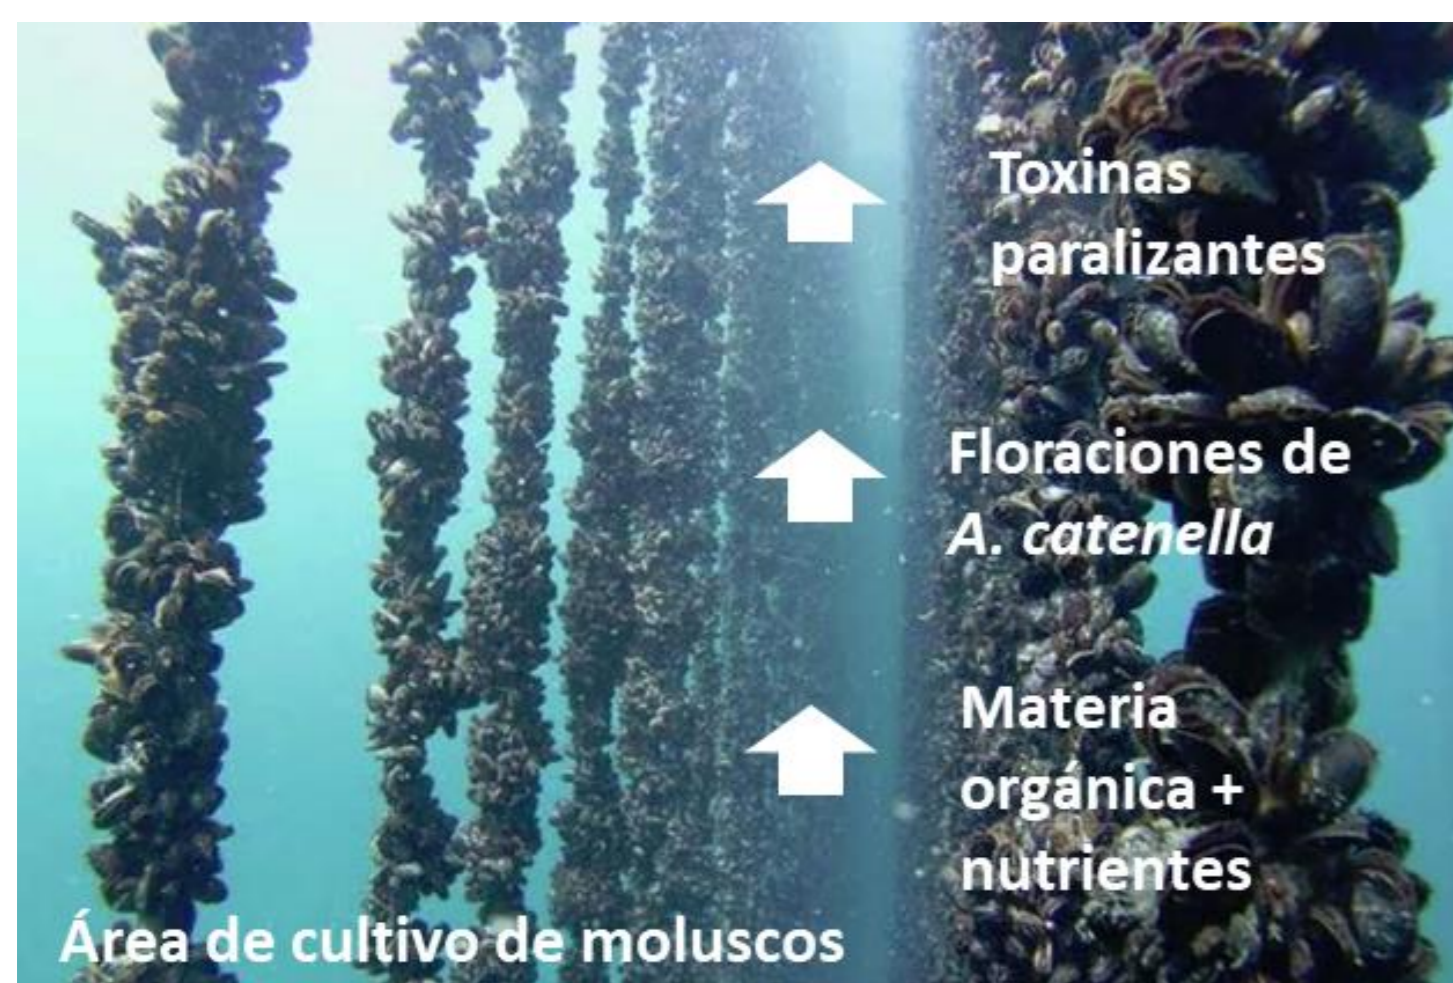 Toxinas
paralizantes
Floraciones de
A. catenella
Materia
orgánica +
nutrientes
Área de cultivo de moluscos